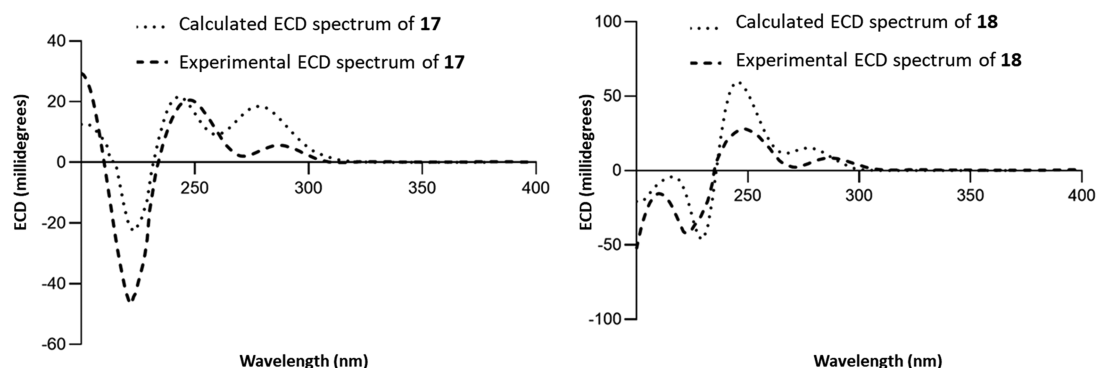 Calculated ECD spectrum of 17
Experimental ECD spectrum of 17
40
20
0
-20
-40
-60
250
300
350
400
ECD (millidegrees)
Wavelength (nm)
Calculated ECD spectrum of 18
Experimental ECD spectrum of 18
100
50
0
-50
-100
250
300
350
400
ECD (millidegrees)
Wavelength (nm)